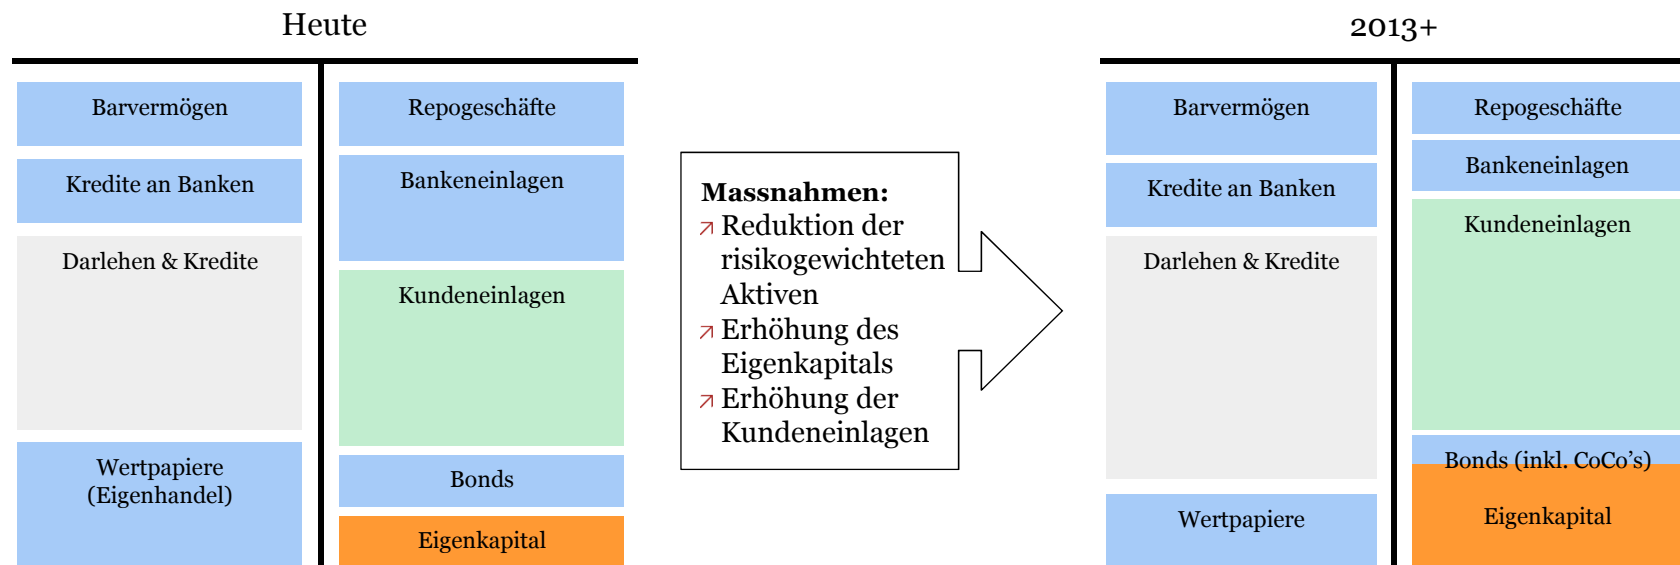 Heute
Barvermögen
Kredite an Banken
Darlehen & Kredite
Wertpapiere
(Eigenhandel)
Repogeschäfte
Bankeneinlagen
Kundeneinlagen
Bonds
Eigenkapital
Massnahmen:
↗ Reduktion der
risikogewichteten
Aktiven
↗ Erhöhung des
Eigenkapitals
↗ Erhöhung der
Kundeneinlagen
2013+
Barvermögen
Kredite an Banken
Darlehen & Kredite
Wertpapiere
Repogeschäfte
Bankeneinlagen
Kundeneinlagen
Bonds (inkl. CoCo’s)
Eigenkapital